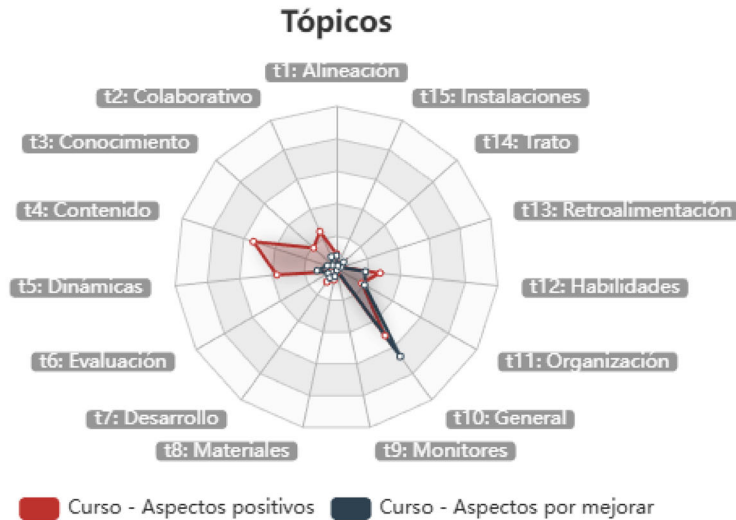 Tópicos
t1: Alineación
t2: Colaborativo
t15: Instalaciones
t3: Conocimiento
t14: Trato
t4: Contenido
t13: Retroalimentación
t5: Dinámicas
t12: Habilidades
t6: Evaluación
t11: Organización
t7: Desarrollo
t10: General
t8: Materiales
t9: Monitores
Curso - Aspectos positivos
Curso - Aspectos por mejorar